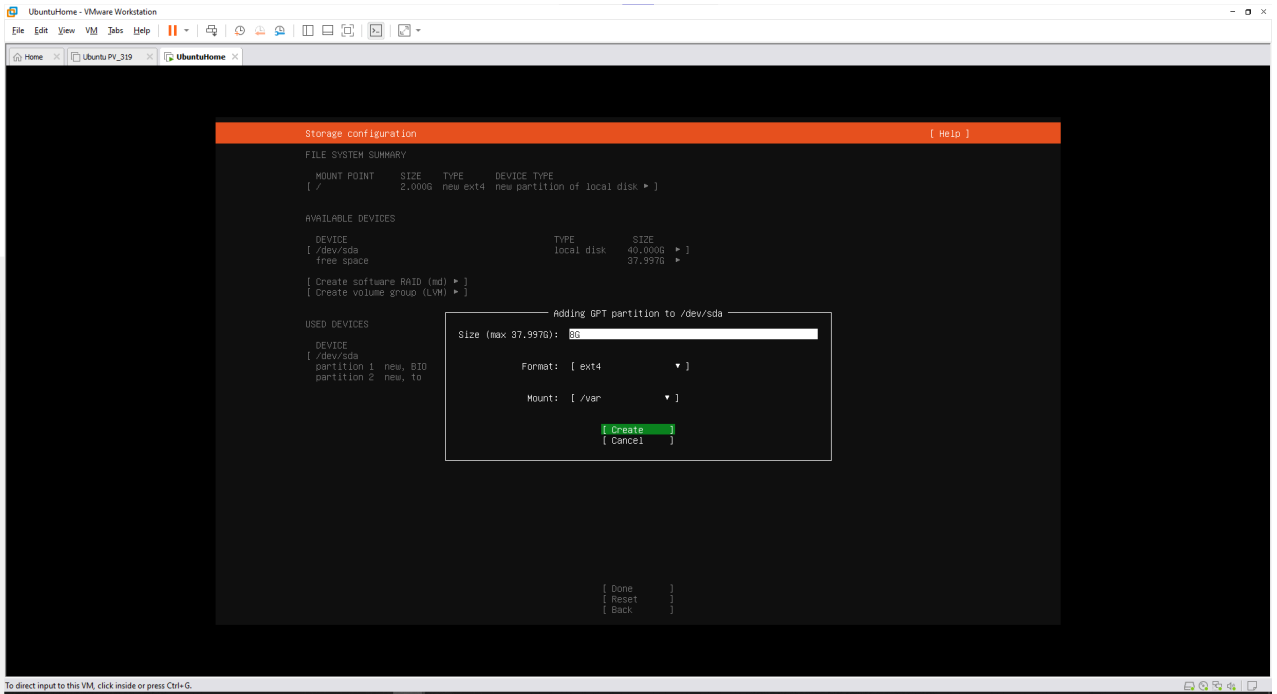 UbuntuHome - VMware Workstation
File Edit View VM Tabs Help
Home Ubuntu PV_319 UbuntuHome
Storage configuration [ Help ]
FILE SYSTEM SUMMARY
MOUNT POINT SIZE TYPE DEVICE TYPE
[ / 2.000G new ext4 new partition of local disk ▸ ]
AVAILABLE DEVICES
DEVICE TYPE SIZE
[ /dev/sda local disk 40.000G ▸ ]
free space 37.997G ▸
[ Create software RAID (md) ▸ ]
[ Create volume group (LVM) ▸ ]
USED DEVICES
DEVICE
[ /dev/sda
partition 1 new, BIO
partition 2 new, to
Adding GPT partition to /dev/sda
Size (max 37.997G): 8G
Format: [ ext4 ▾ ]
Mount: [ /var ▾ ]
[ Create ]
[ Cancel ]
[ Done ]
[ Reset ]
[ Back ]
To direct input to this VM, click inside or press Ctrl+G.